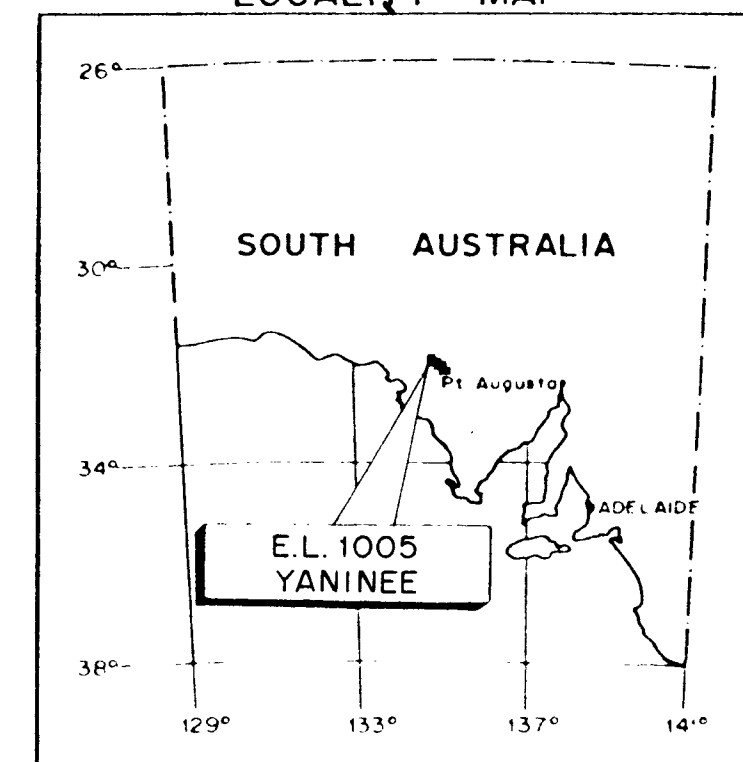 26°
SOUTH AUSTRALIA
30°
Pt Augusta
34°
ADELAIDE
E.L. 1005
YANINEE
38°
129° 133° 137°